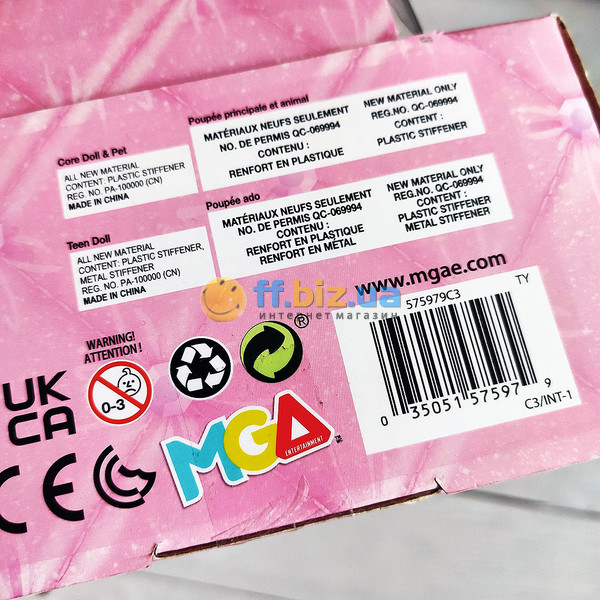 Core Doll & Pet
ALL NEW MATERIAL
CONTENT: PLASTIC STIFFENER
REG. NO. PA-100000 (CN)
MADE IN CHINA
Poupée principale et animal
MATÉRIAUX NEUFS SEULEMENT
NO. DE PERMIS QC-069994
CONTENU :
RENFORT EN PLASTIQUE
NEW MATERIAL ONLY
REG.NO. QC-069994
CONTENT :
PLASTIC STIFFENER
Teen Doll
ALL NEW MATERIAL
CONTENT: PLASTIC STIFFENER,
METAL STIFFENER
REG. NO. PA-100000 (CN)
MADE IN CHINA
Poupée ado
MATÉRIAUX NEUFS SEULEMENT
NO. DE PERMIS QC-069994
CONTENU :
RENFORT EN PLASTIQUE
RENFORT EN METAL
NEW MATERIAL ONLY
REG.NO. QC-069994
CONTENT :
PLASTIC STIFFENER
METAL STIFFENER
ff.biz.ua
интернет магазин
www.mgae.com
575979C3
TY
0 35051 57597 9
C3/INT-1
WARNING!
ATTENTION !
0-3
®
UK
CA
CE
MGA
ENTERTAINMENT
TM